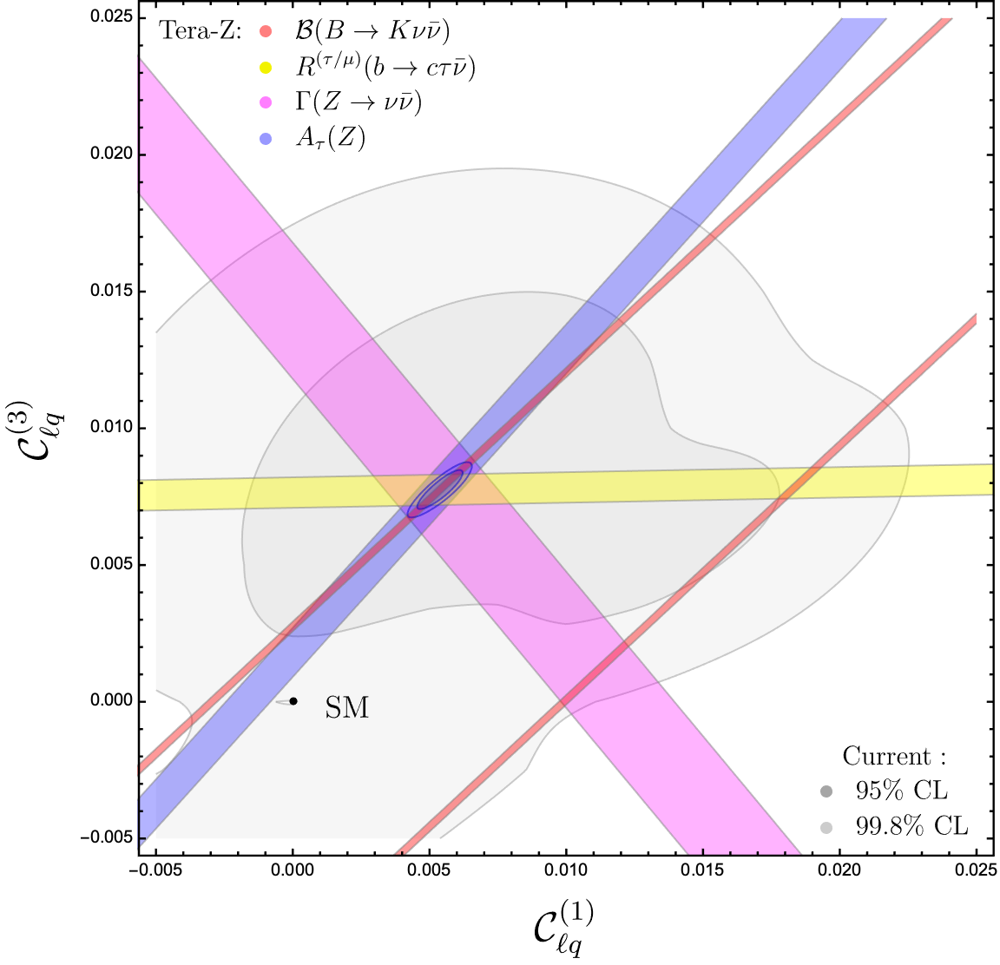 Tera-Z: ℬ(B → Kνν̄)
R^(τ/μ)(b → cτν̄)
Γ(Z → νν̄)
A_τ(Z)
0.025
0.020
0.015
0.010
0.005
0.000
−0.005
𝒞_ℓq^(3)
SM
Current :
95% CL
99.8% CL
−0.005 0.000 0.005 0.010 0.015 0.020 0.025
𝒞_ℓq^(1)